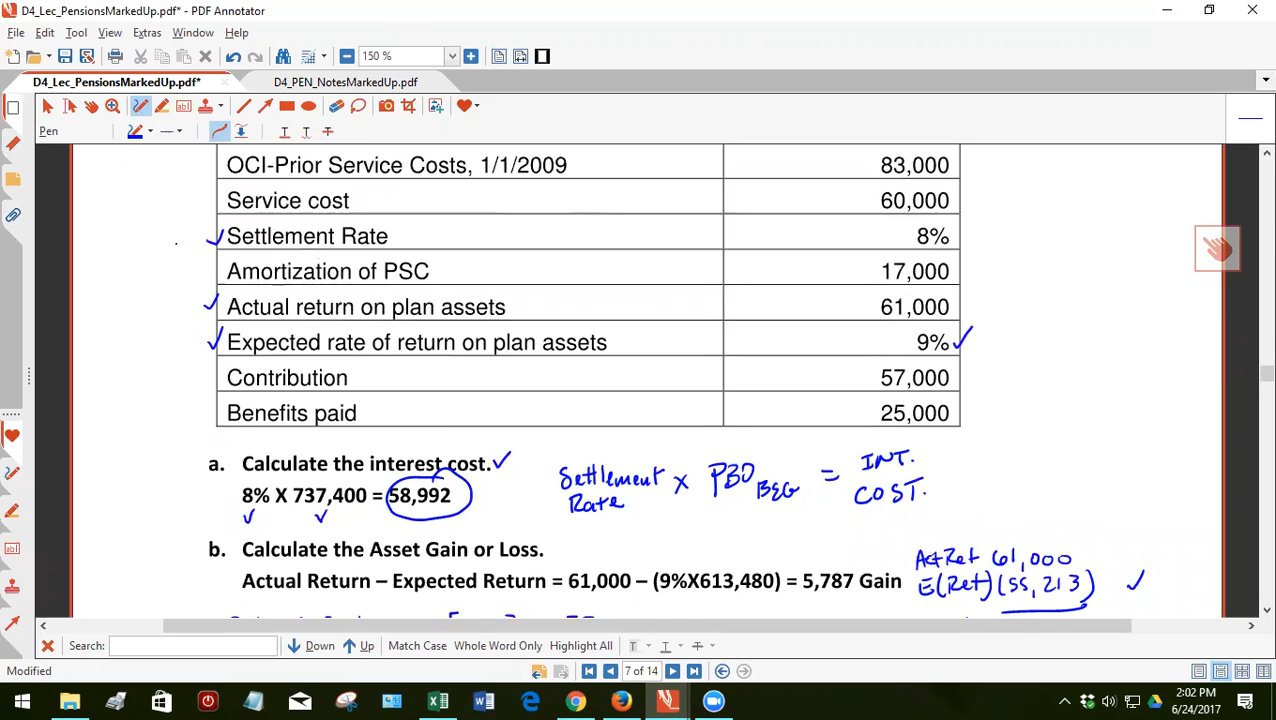 D4_Lec_PensionsMarkedUp.pdf* - PDF Annotator
File Edit Tool View Extras Window Help
150 %
D4_Lec_PensionsMarkedUp.pdf* D4_PEN_NotesMarkedUp.pdf
Pen
OCI-Prior Service Costs, 1/1/2009 83,000
Service cost 60,000
Settlement Rate 8%
Amortization of PSC 17,000
Actual return on plan assets 61,000
Expected rate of return on plan assets 9%
Contribution 57,000
Benefits paid 25,000
a. Calculate the interest cost.
8% X 737,400 = 58,992
Settlement Rate x PBO BEG = INT. COST.
b. Calculate the Asset Gain or Loss.
ActRet 61,000
Actual Return – Expected Return = 61,000 – (9%X613,480) = 5,787 Gain
E(Ret) (55,213)
Search: Down Up Match Case Whole Word Only Highlight All
Modified 7 of 14
2:02 PM
6/24/2017